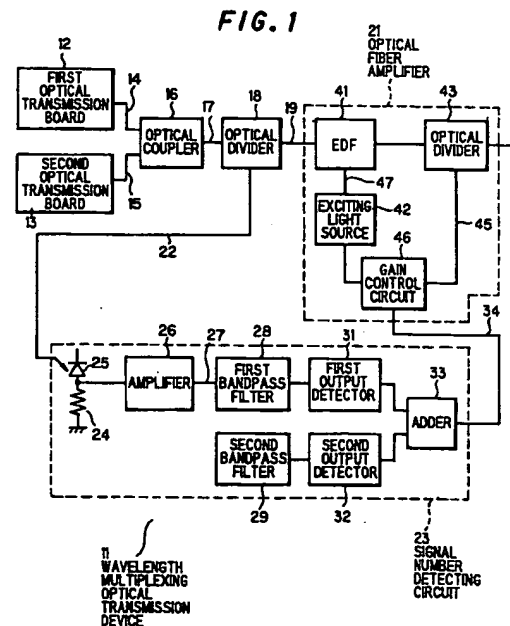 FIG. 1
12
FIRST
OPTICAL
TRANSMISSION
BOARD
14
SECOND
OPTICAL
TRANSMISSION
BOARD
13
15
16
OPTICAL
COUPLER
17
18
OPTICAL
DIVIDER
19
22
21
OPTICAL
FIBER
AMPLIFIER
41
EDF
43
OPTICAL
DIVIDER
47
EXCITING
LIGHT
SOURCE
42
45
46
GAIN
CONTROL
CIRCUIT
34
25
24
26
AMPLIFIER
27
28
FIRST
BANDPASS
FILTER
31
FIRST
OUTPUT
DETECTOR
33
ADDER
SECOND
BANDPASS
FILTER
29
SECOND
OUTPUT
DETECTOR
32
11
WAVELENGTH
MULTIPLEXING
OPTICAL
TRANSMISSION
DEVICE
23
SIGNAL
NUMBER
DETECTING
CIRCUIT